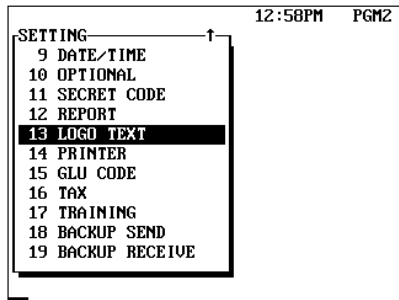 12:58PM PGM2
SETTING ↑
9 DATE/TIME
10 OPTIONAL
11 SECRET CODE
12 REPORT
13 LOGO TEXT
14 PRINTER
15 GLU CODE
16 TAX
17 TRAINING
18 BACKUP SEND
19 BACKUP RECEIVE